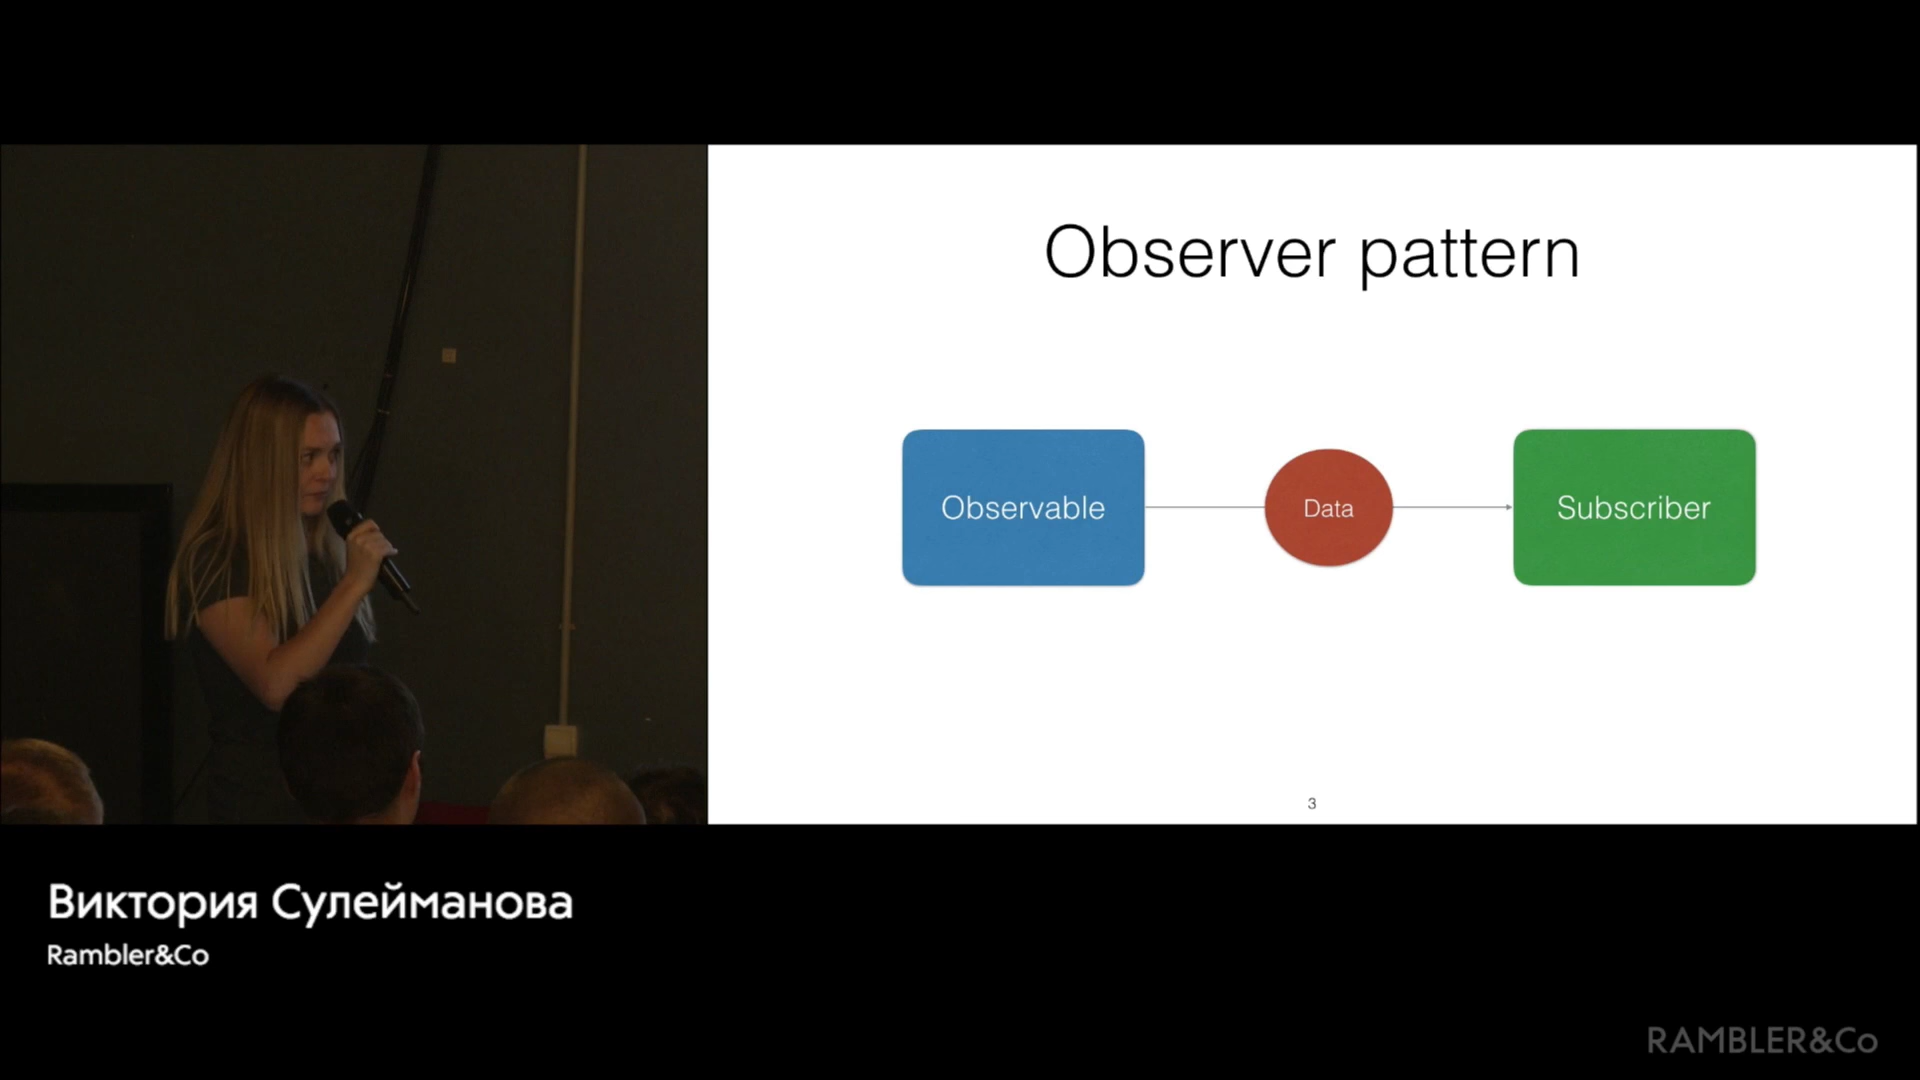 Observer pattern
Observable
Data
Subscriber
3
Виктория Сулейманова
Rambler&Co
RAMBLER&Co